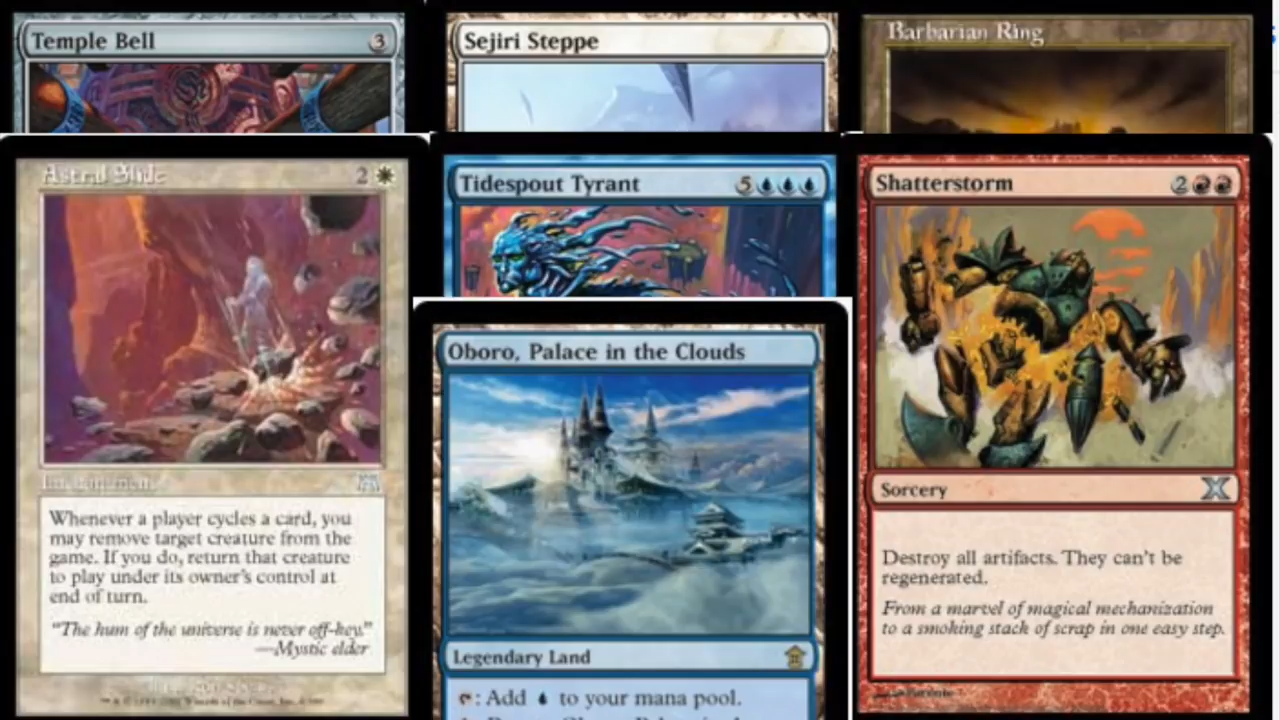 Temple Bell 3
Sejiri Steppe
Barbarian Ring
Astral Slide 2
Tidespout Tyrant 5
Shatterstorm 2
Whenever a player cycles a card, you
may remove target creature from the
game. If you do, return that creature
to play under its owner's control at
end of turn.
"The hum of the universe is never off-key."
—Mystic elder
Oboro, Palace in the Clouds
Legendary Land
: Add to your mana pool.
Sorcery
Destroy all artifacts. They can't be
regenerated.
From a marvel of magical mechanization
to a smoking stack of scrap in one easy step.